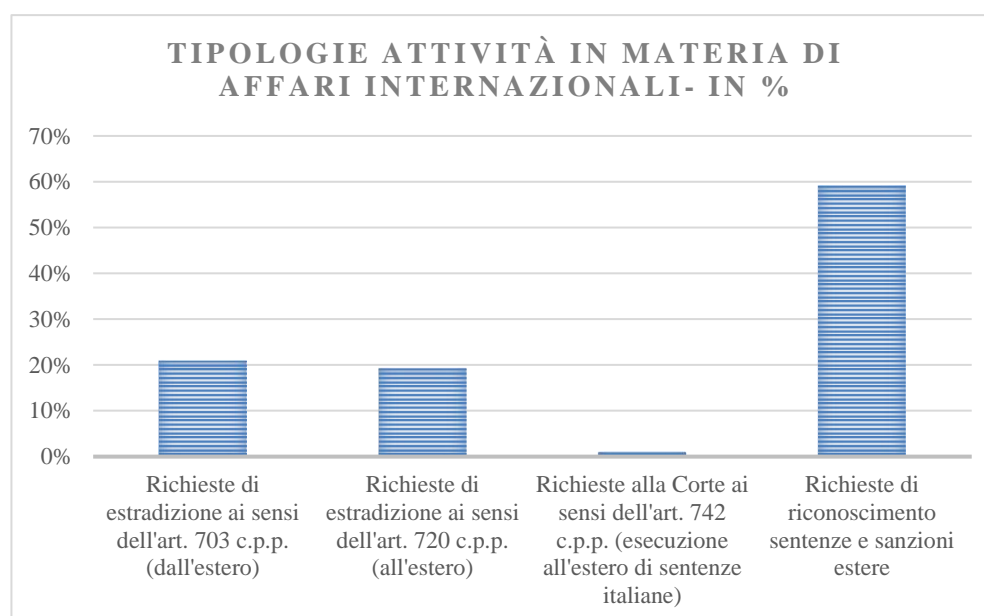 TIPOLOGIE ATTIVITÀ IN MATERIA DI
AFFARI INTERNAZIONALI- IN %
70%
60%
50%
40%
30%
20%
10%
0%
Richieste di
estradizione ai sensi
dell'art. 703 c.p.p.
(dall'estero)
Richieste di
estradizione ai sensi
dell'art. 720 c.p.p.
(all'estero)
Richieste alla Corte ai
sensi dell'art. 742
c.p.p. (esecuzione
all'estero di sentenze
italiane)
Richieste di
riconoscimento
sentenze e sanzioni
estere